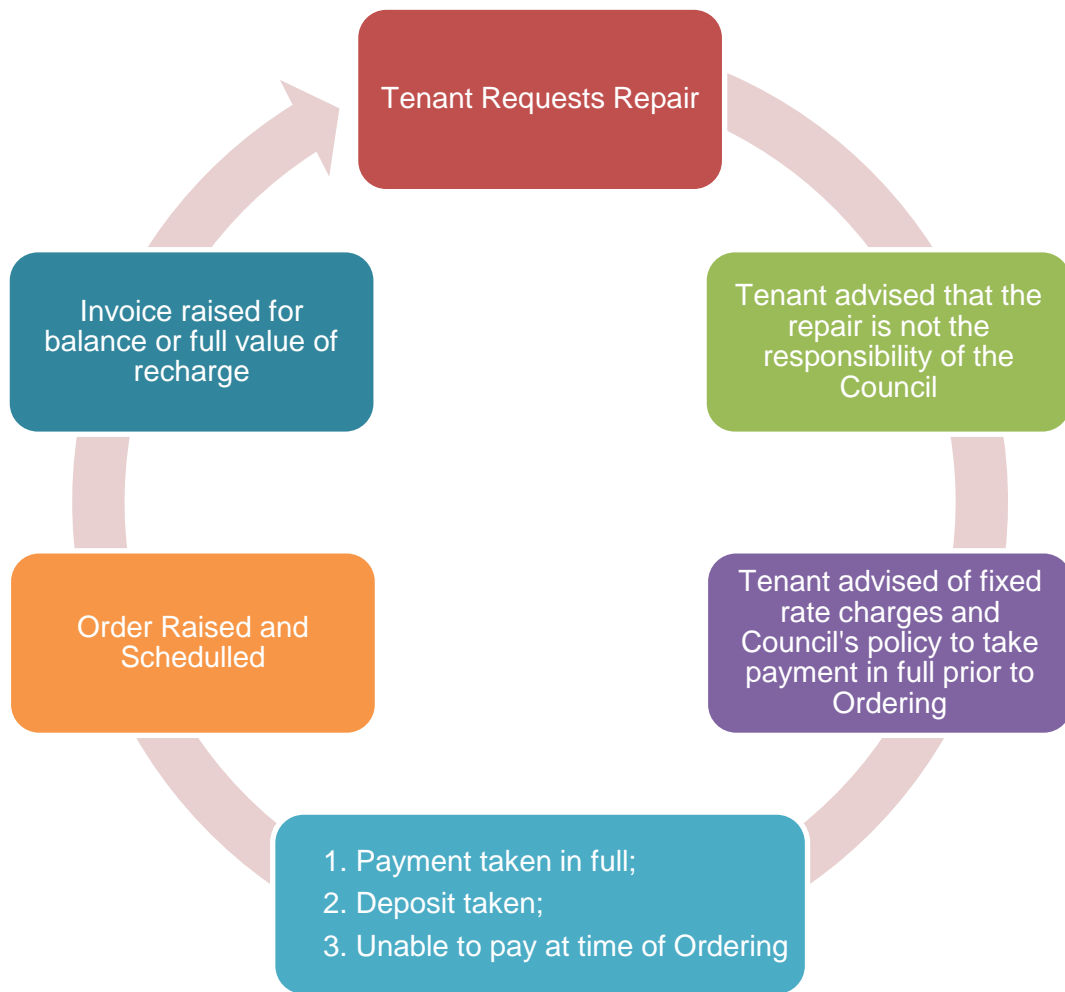 Tenant Requests Repair
Tenant advised that the
repair is not the
responsibility of the
Council
Tenant advised of fixed
rate charges and
Council's policy to take
payment in full prior to
Ordering
1. Payment taken in full;
2. Deposit taken;
3. Unable to pay at time of Ordering
Order Raised and
Schedulled
Invoice raised for
balance or full value of
recharge